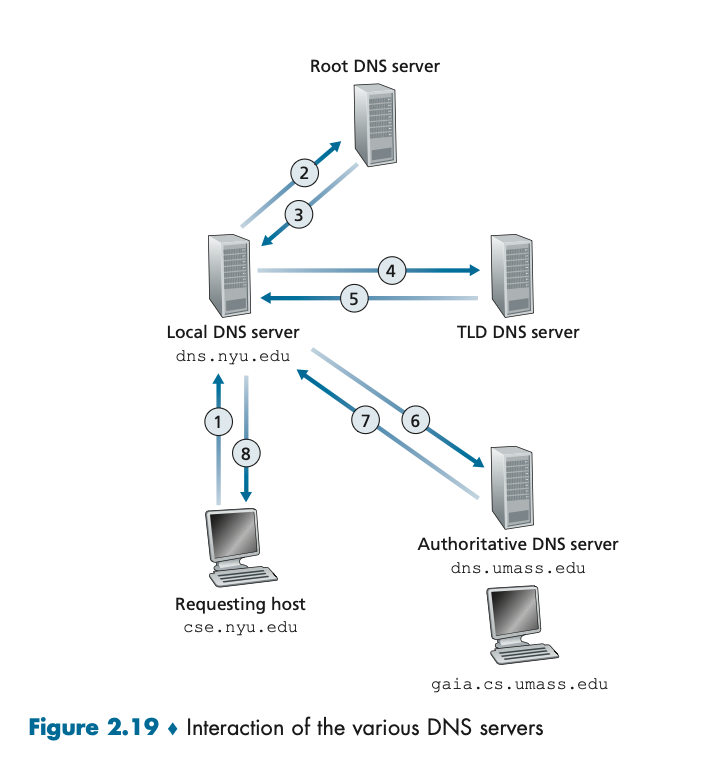 Root DNS server
2
3
4
5
Local DNS server
dns.nyu.edu
TLD DNS server
1
8
7
6
Authoritative DNS server
dns.umass.edu
Requesting host
cse.nyu.edu
gaia.cs.umass.edu
Figure 2.19 ♦ Interaction of the various DNS servers